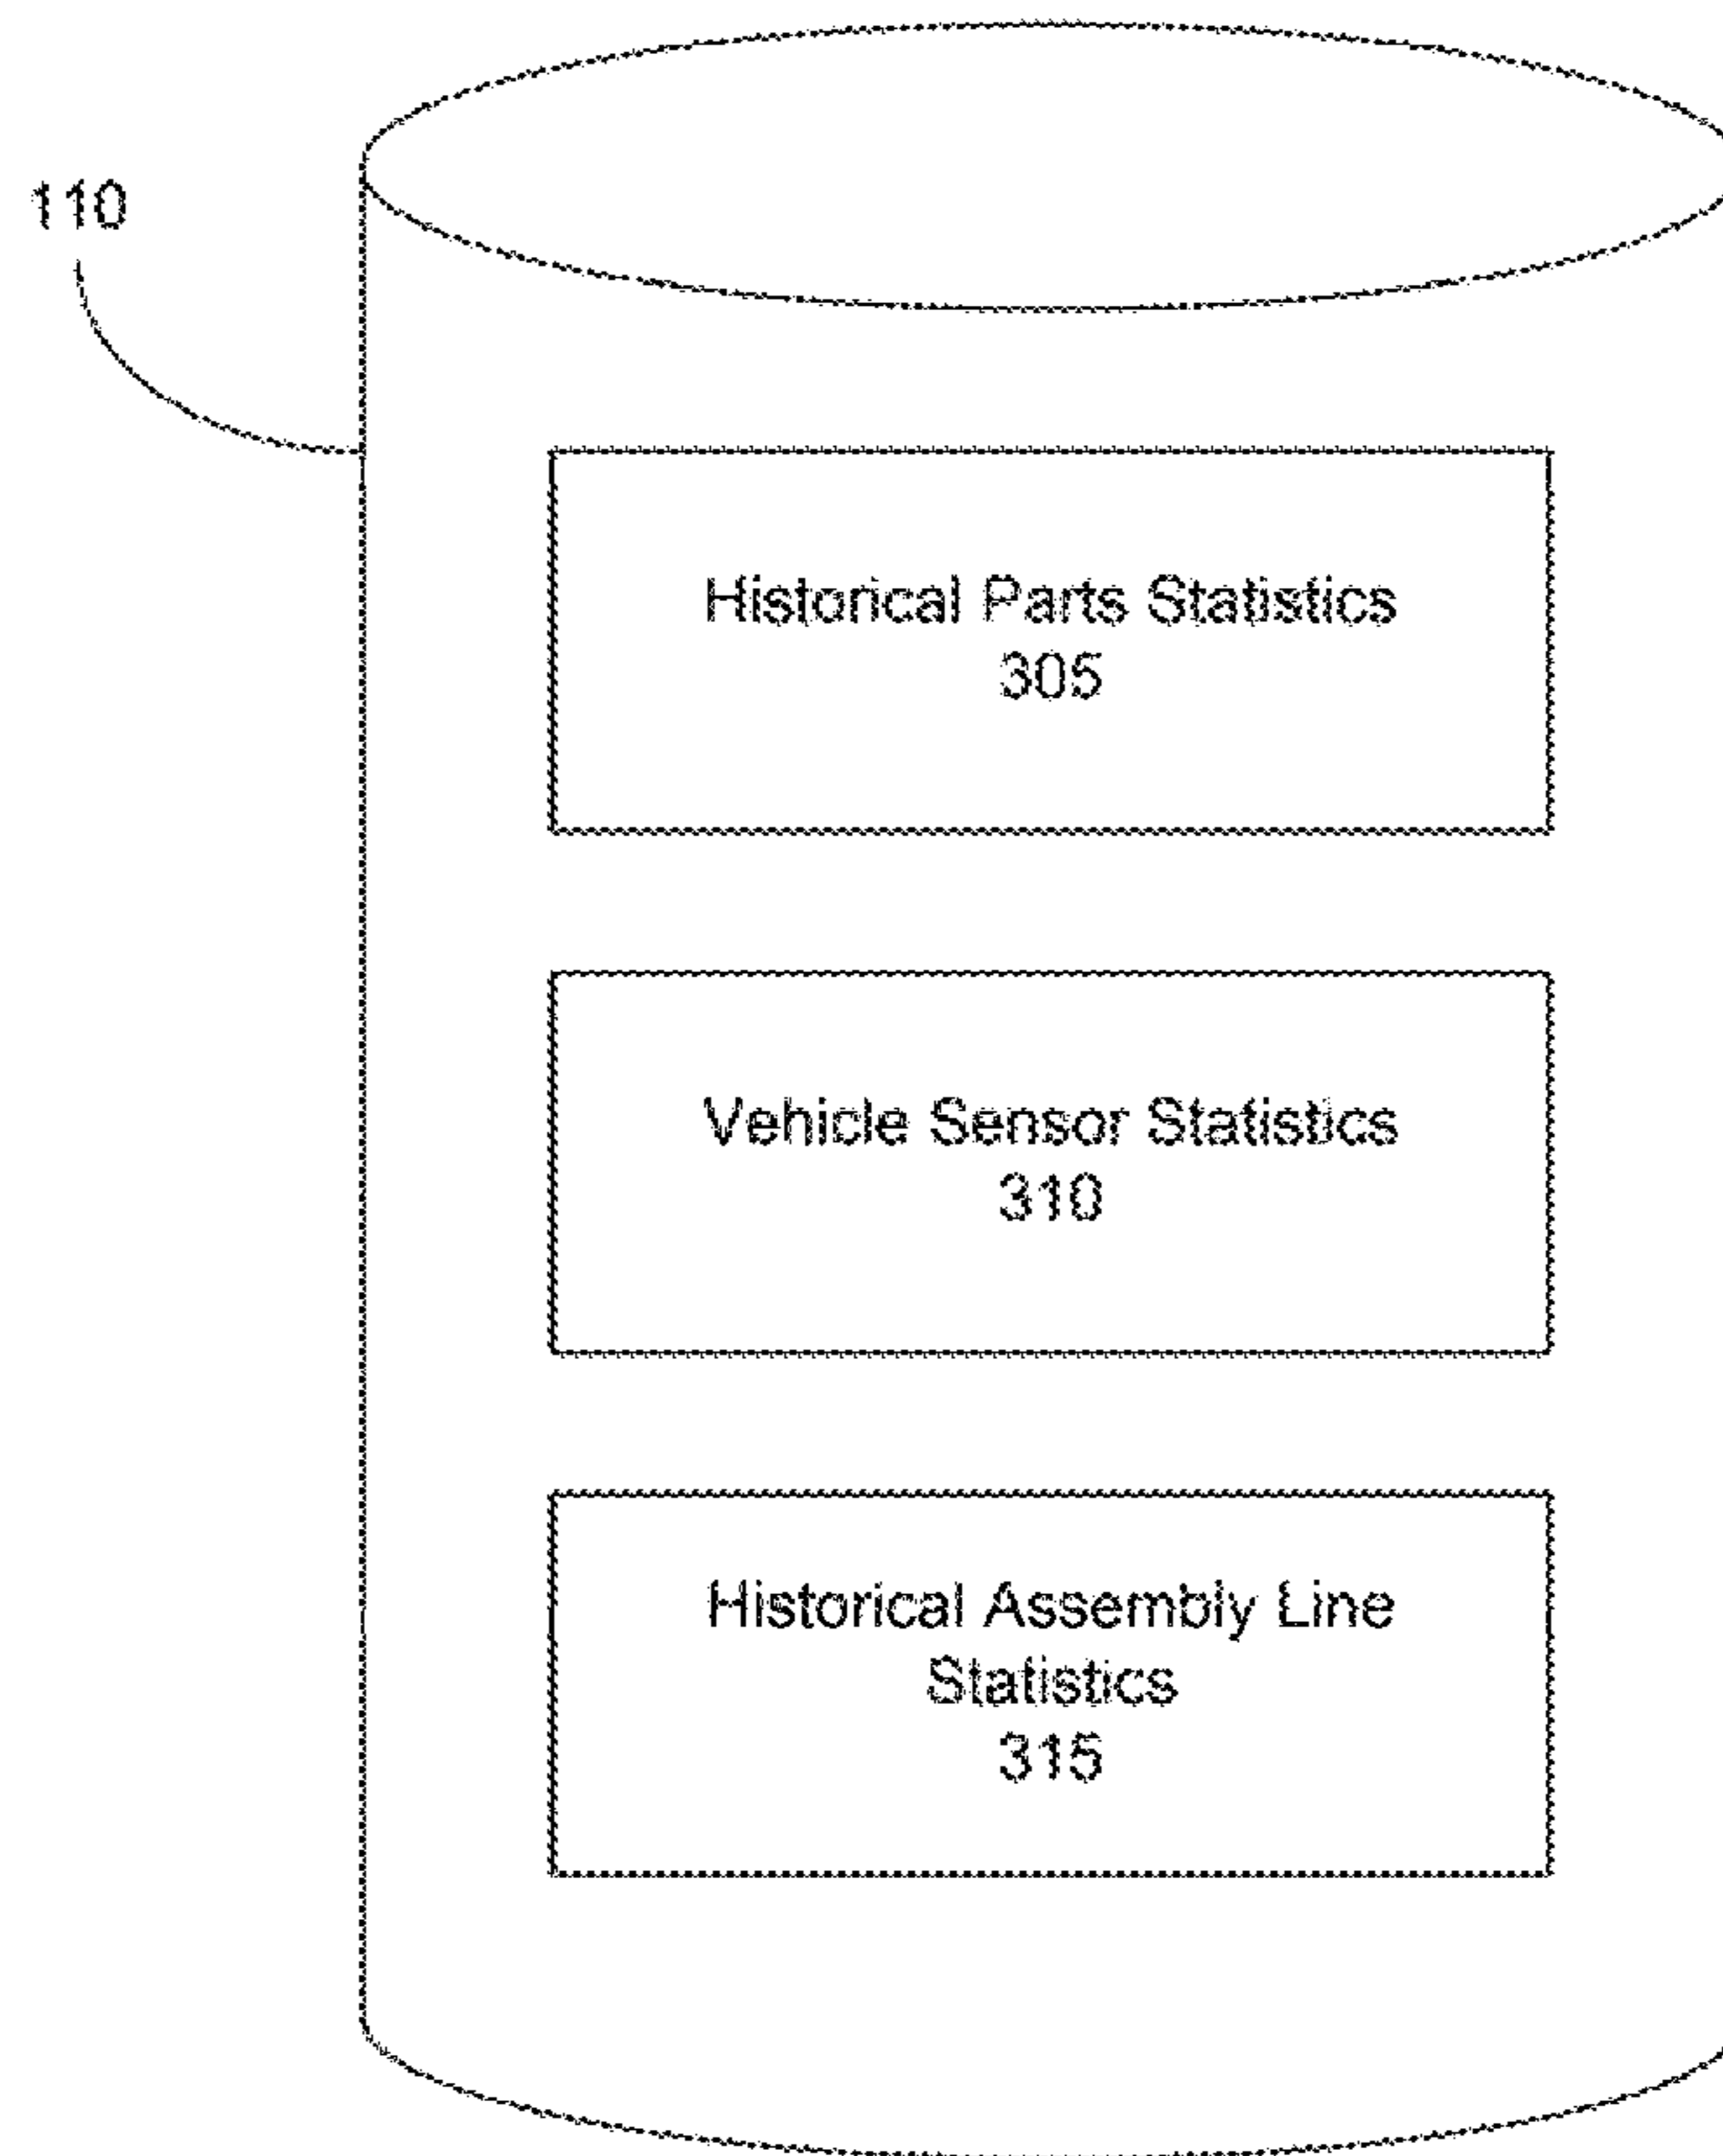 110
Historical Parts Statistics
305
Vehicle Sensor Statistics
310
Historical Assembly Line
Statistics
315